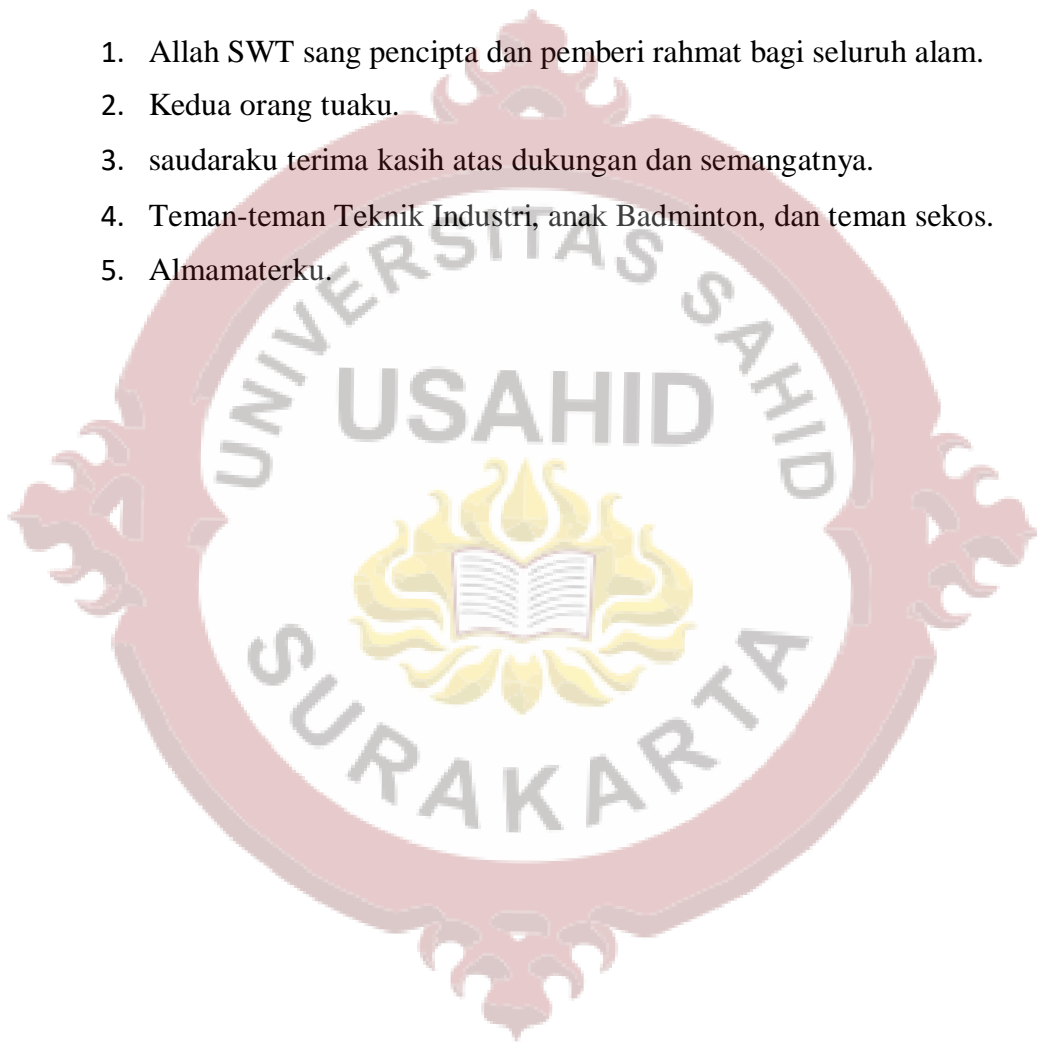 1. Allah SWT sang pencipta dan pemberi rahmat bagi seluruh alam.
2. Kedua orang tuaku.
3. saudaraku terima kasih atas dukungan dan semangatnya.
4. Teman-teman Teknik Industri, anak Badminton, dan teman sekos.
5. Almamaterku.
UNIVERSITAS SAHID
USAHID
SURAKARTA